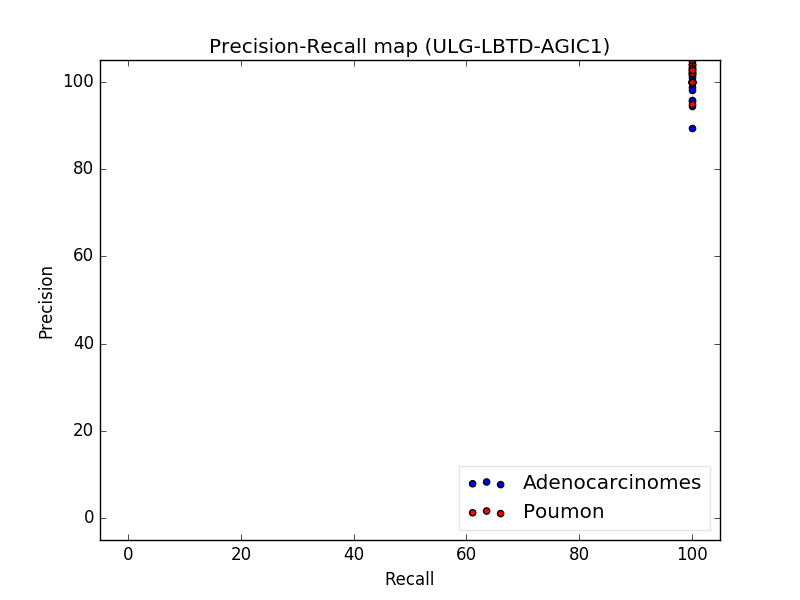 Precision-Recall map (ULG-LBTD-AGIC1)
100
80
60
40
20
0
Precision
Adenocarcinomes
Poumon
0 20 40 60 80 100
Recall